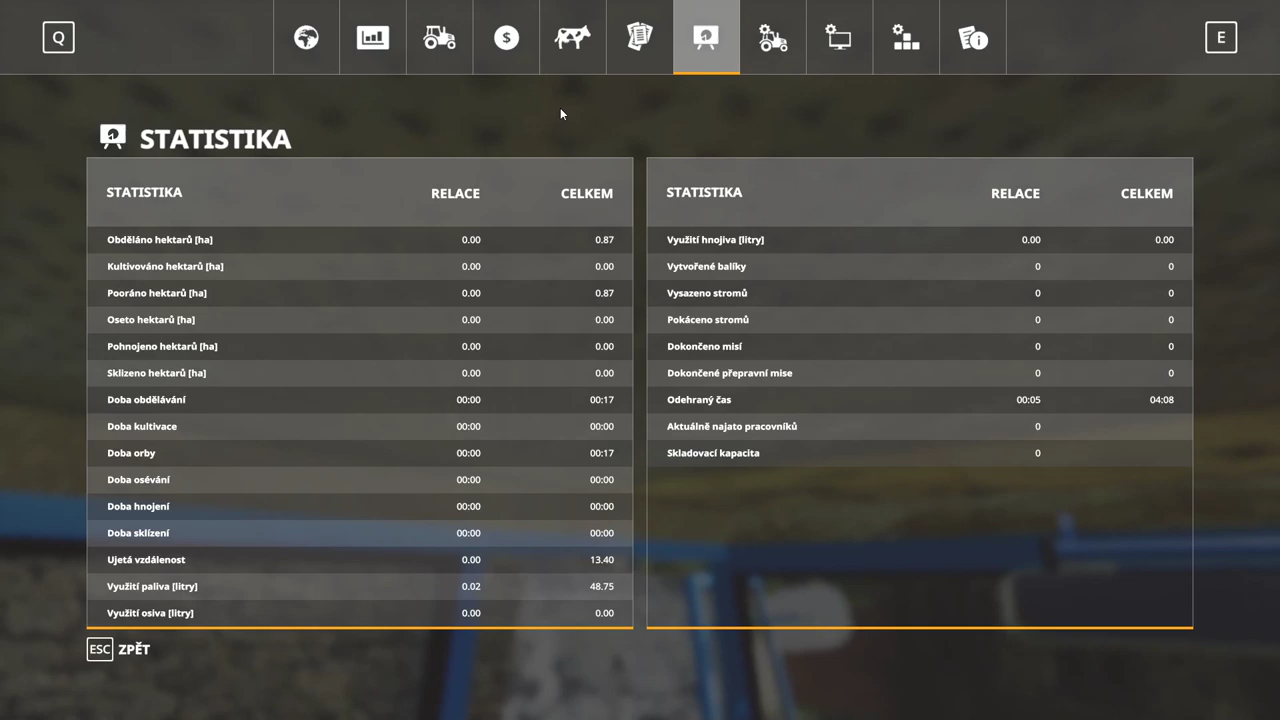 Q
$
E
STATISTIKA
STATISTIKA RELACE CELKEM
Obděláno hektarů [ha] 0.00 0.87
Kultivováno hektarů [ha] 0.00 0.00
Pooráno hektarů [ha] 0.00 0.87
Oseto hektarů [ha] 0.00 0.00
Pohnojeno hektarů [ha] 0.00 0.00
Sklizeno hektarů [ha] 0.00 0.00
Doba obdělávání 00:00 00:17
Doba kultivace 00:00 00:00
Doba orby 00:00 00:17
Doba osévání 00:00 00:00
Doba hnojení 00:00 00:00
Doba sklízení 00:00 00:00
Ujetá vzdálenost 0.00 13.40
Využití paliva [litry] 0.02 48.75
Využití osiva [litry] 0.00 0.00
STATISTIKA RELACE CELKEM
Využití hnojiva [litry] 0.00 0.00
Vytvořené balíky 0 0
Vysazeno stromů 0 0
Pokáceno stromů 0 0
Dokončeno misí 0 0
Dokončené přepravní mise 0 0
Odehraný čas 00:05 04:08
Aktuálně najato pracovníků 0
Skladovací kapacita 0
ESC ZPĚT